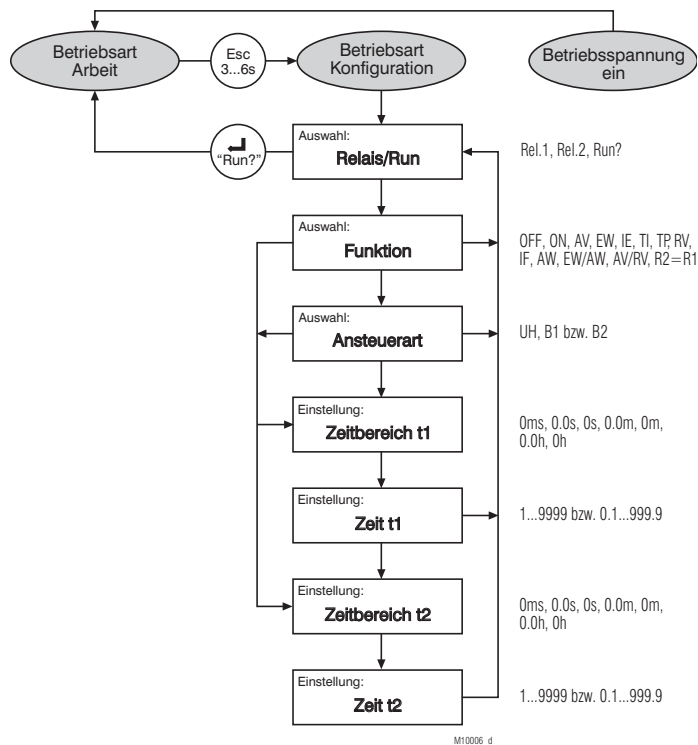 Betriebsart
Arbeit
Esc
3...6s
Betriebsart
Konfiguration
Betriebsspannung
ein
"Run?"
Auswahl:
Relais/Run
Rel.1, Rel.2, Run?
Auswahl:
Funktion
OFF, ON, AV, EW, IE, TI, TP, RV,
IF, AW, EW/AW, AV/RV, R2=R1
Auswahl:
Ansteuerart
UH, B1 bzw. B2
Einstellung:
Zeitbereich t1
0ms, 0.0s, 0s, 0.0m, 0m,
0.0h, 0h
Einstellung:
Zeit t1
1...9999 bzw. 0.1...999.9
Einstellung:
Zeitbereich t2
0ms, 0.0s, 0s, 0.0m, 0m,
0.0h, 0h
Einstellung:
Zeit t2
1...9999 bzw. 0.1...999.9
M10006_d